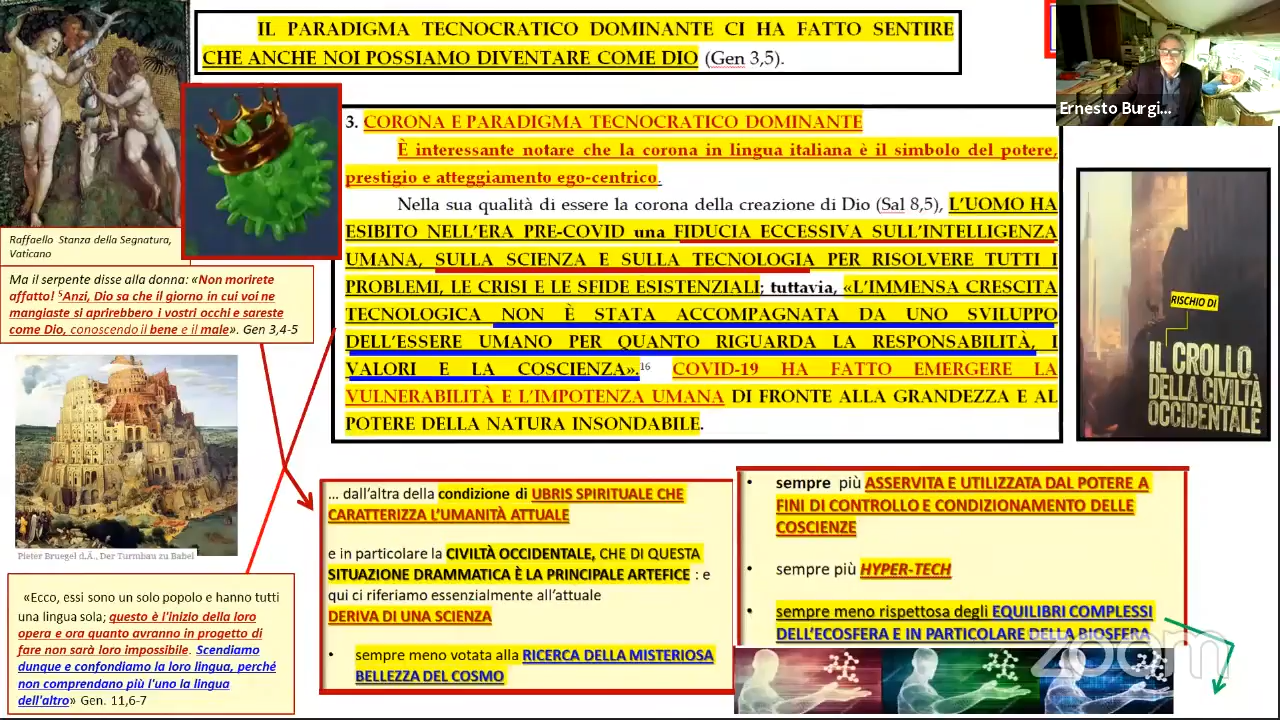 IL PARADIGMA TECNOCRATICO DOMINANTE CI HA FATTO SENTIRE
CHE ANCHE NOI POSSIAMO DIVENTARE COME DIO (Gen 3,5).
Ernesto Burgi...
3. CORONA E PARADIGMA TECNOCRATICO DOMINANTE
È interessante notare che la corona in lingua italiana è il simbolo del potere,
prestigio e atteggiamento ego-centrico.
Nella sua qualità di essere la corona della creazione di Dio (Sal 8,5), L'UOMO HA
ESIBITO NELL'ERA PRE-COVID una FIDUCIA ECCESSIVA SULL'INTELLIGENZA
UMANA, SULLA SCIENZA E SULLA TECNOLOGIA PER RISOLVERE TUTTI I
PROBLEMI, LE CRISI E LE SFIDE ESISTENZIALI; tuttavia, «L'IMMENSA CRESCITA
TECNOLOGICA NON È STATA ACCOMPAGNATA DA UNO SVILUPPO
DELL'ESSERE UMANO PER QUANTO RIGUARDA LA RESPONSABILITÀ, I
VALORI E LA COSCIENZA».16 COVID-19 HA FATTO EMERGERE LA
VULNERABILITÀ E L'IMPOTENZA UMANA DI FRONTE ALLA GRANDEZZA E AL
POTERE DELLA NATURA INSONDABILE.
Raffaello Stanza della Segnatura,
Vaticano
Ma il serpente disse alla donna: «Non morirete
affatto! 5Anzi, Dio sa che il giorno in cui voi ne
mangiaste si aprirebbero i vostri occhi e sareste
come Dio, conoscendo il bene e il male». Gen 3,4-5
RISCHIO DI
IL CROLLO
DELLA CIVILTÀ
OCCIDENTALE
Pieter Bruegel d.Ä., Der Turmbau zu Babel
«Ecco, essi sono un solo popolo e hanno tutti
una lingua sola; questo è l'inizio della loro
opera e ora quanto avranno in progetto di
fare non sarà loro impossibile. Scendiamo
dunque e confondiamo la loro lingua, perché
non comprendano più l'uno la lingua
dell'altro» Gen. 11,6-7
... dall'altra della condizione di UBRIS SPIRITUALE CHE
CARATTERIZZA L'UMANITÀ ATTUALE
e in particolare la CIVILTÀ OCCIDENTALE, CHE DI QUESTA
SITUAZIONE DRAMMATICA È LA PRINCIPALE ARTEFICE : e
qui ci riferiamo essenzialmente all'attuale
DERIVA DI UNA SCIENZA
• sempre meno votata alla RICERCA DELLA MISTERIOSA
BELLEZZA DEL COSMO
• sempre più ASSERVITA E UTILIZZATA DAL POTERE A
FINI DI CONTROLLO E CONDIZIONAMENTO DELLE
COSCIENZE
• sempre più HYPER-TECH
• sempre meno rispettosa degli EQUILIBRI COMPLESSI
DELL'ECOSFERA E IN PARTICOLARE DELLA BIOSFERA
zoom